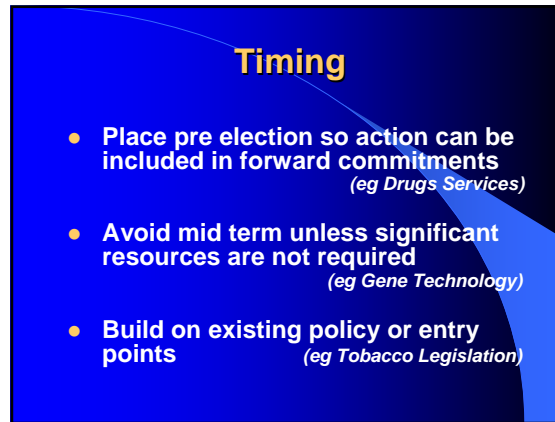 Timing
● Place pre election so action can be
included in forward commitments
(eg Drugs Services)
● Avoid mid term unless significant
resources are not required
(eg Gene Technology)
● Build on existing policy or entry
points (eg Tobacco Legislation)